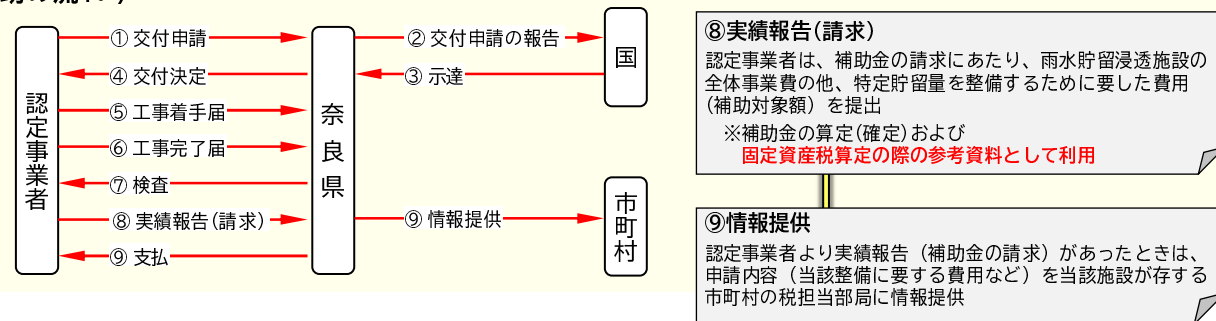 認定事業者
奈良県
国
市町村
① 交付申請
② 交付申請の報告
④ 交付決定
③ 示達
⑤ 工事着手届
⑥ 工事完了届
⑦ 検査
⑧ 実績報告(請求)
⑨ 情報提供
⑨ 支払
⑧実績報告(請求)
認定事業者は、補助金の請求にあたり、雨水貯留浸透施設の
全体事業費の他、特定貯留量を整備するために要した費用
(補助対象額）を提出
※補助金の算定(確定)および
固定資産税算定の際の参考資料として利用
⑨情報提供
認定事業者より実績報告（補助金の請求）があったときは、
申請内容（当該整備に要する費用など）を当該施設が存する
市町村の税担当部局に情報提供